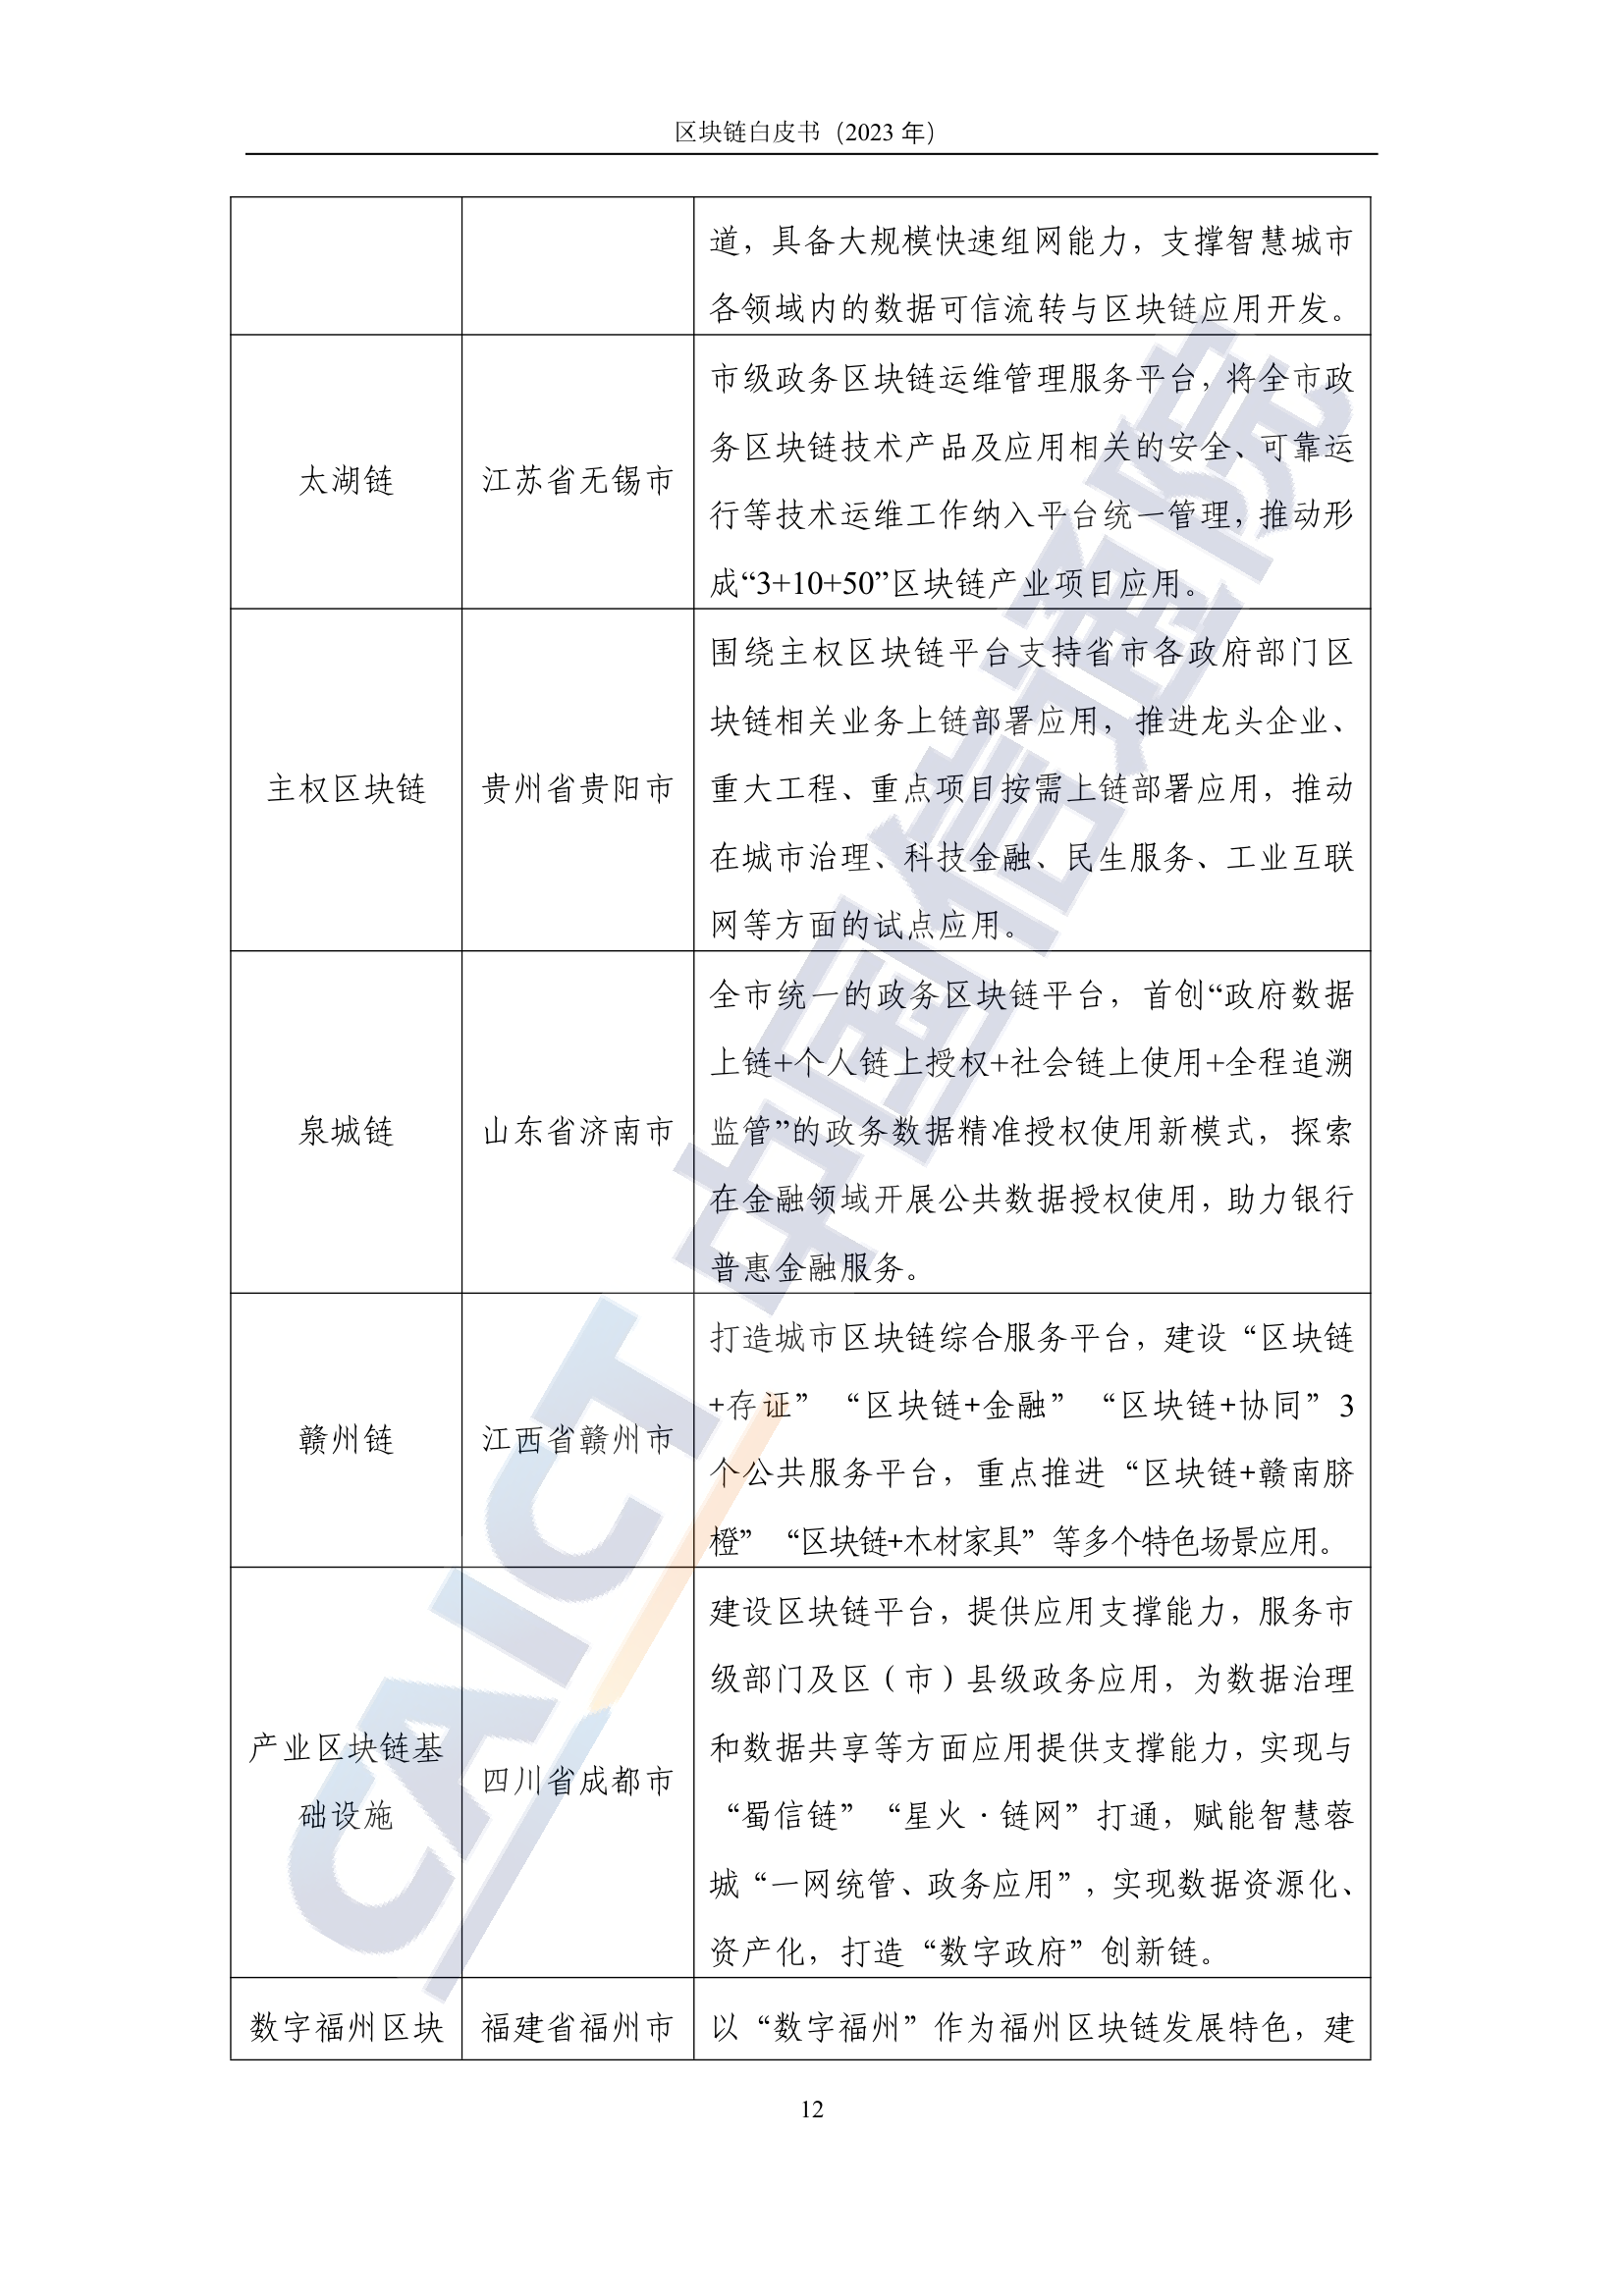 区块链白皮书（2023 年）
道，具备大规模快速组网能力，支撑智慧城市
各领域内的数据可信流转与区块链应用开发。
太湖链
江苏省无锡市
市级政务区块链运维管理服务平台，将全市政
务区块链技术产品及应用相关的安全、可靠运
行等技术运维工作纳入平台统一管理，推动形
成“3+10+50”区块链产业项目应用。
主权区块链
贵州省贵阳市
围绕主权区块链平台支持省市各政府部门区
块链相关业务上链部署应用，推进龙头企业、
重大工程、重点项目按需上链部署应用，推动
在城市治理、科技金融、民生服务、工业互联
网等方面的试点应用。
泉城链
山东省济南市
全市统一的政务区块链平台，首创“政府数据
上链+个人链上授权+社会链上使用+全程追溯
监管”的政务数据精准授权使用新模式，探索
在金融领域开展公共数据授权使用，助力银行
普惠金融服务。
赣州链
江西省赣州市
打造城市区块链综合服务平台，建设“区块链
+存证”“区块链+金融”“区块链+协同”3
个公共服务平台，重点推进“区块链+赣南脐
橙”“区块链+木材家具”等多个特色场景应用。
产业区块链基
础设施
四川省成都市
建设区块链平台，提供应用支撑能力，服务市
级部门及区（市）县级政务应用，为数据治理
和数据共享等方面应用提供支撑能力，实现与
“蜀信链”“星火·链网”打通，赋能智慧蓉
城“一网统管、政务应用”，实现数据资源化、
资产化，打造“数字政府”创新链。
数字福州区块
福建省福州市
以“数字福州”作为福州区块链发展特色，建
12
CAICT 中国信通院